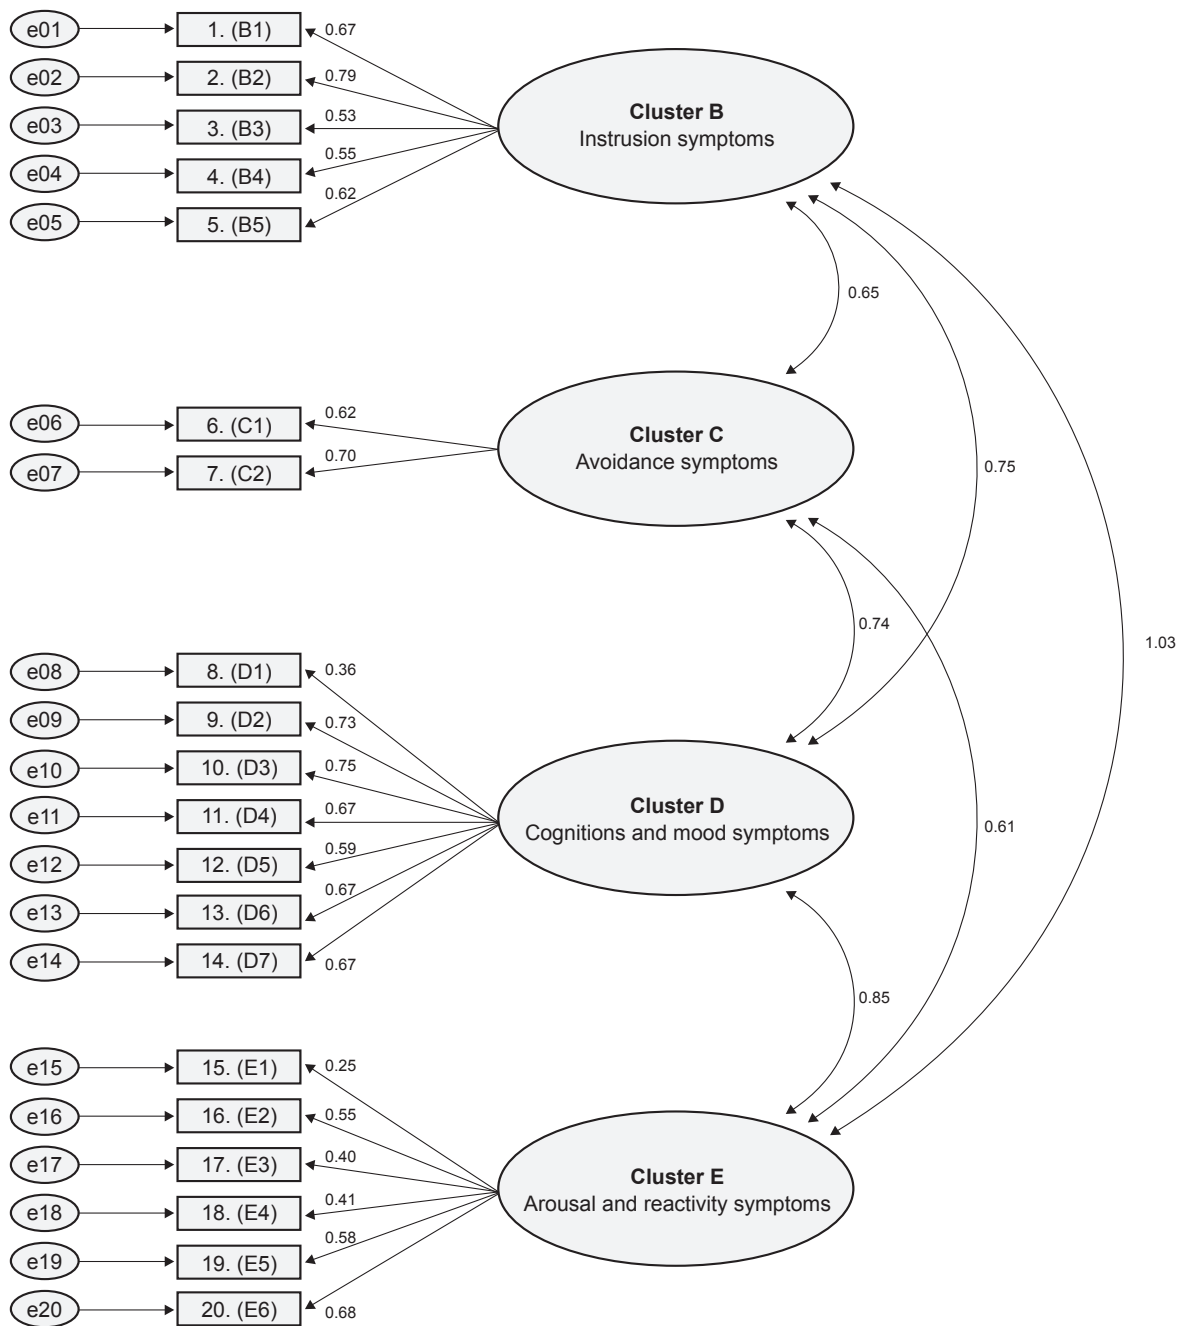 e01 1. (B1) 0.67
e02 2. (B2) 0.79
e03 3. (B3) 0.53
e04 4. (B4) 0.55
e05 5. (B5) 0.62
Cluster B
Instrusion symptoms
0.65
e06 6. (C1) 0.62
e07 7. (C2) 0.70
Cluster C
Avoidance symptoms
0.75
0.74
1.03
e08 8. (D1) 0.36
e09 9. (D2) 0.73
e10 10. (D3) 0.75
e11 11. (D4) 0.67
e12 12. (D5) 0.59
e13 13. (D6) 0.67
e14 14. (D7) 0.67
Cluster D
Cognitions and mood symptoms
0.61
0.85
e15 15. (E1) 0.25
e16 16. (E2) 0.55
e17 17. (E3) 0.40
e18 18. (E4) 0.41
e19 19. (E5) 0.58
e20 20. (E6) 0.68
Cluster E
Arousal and reactivity symptoms